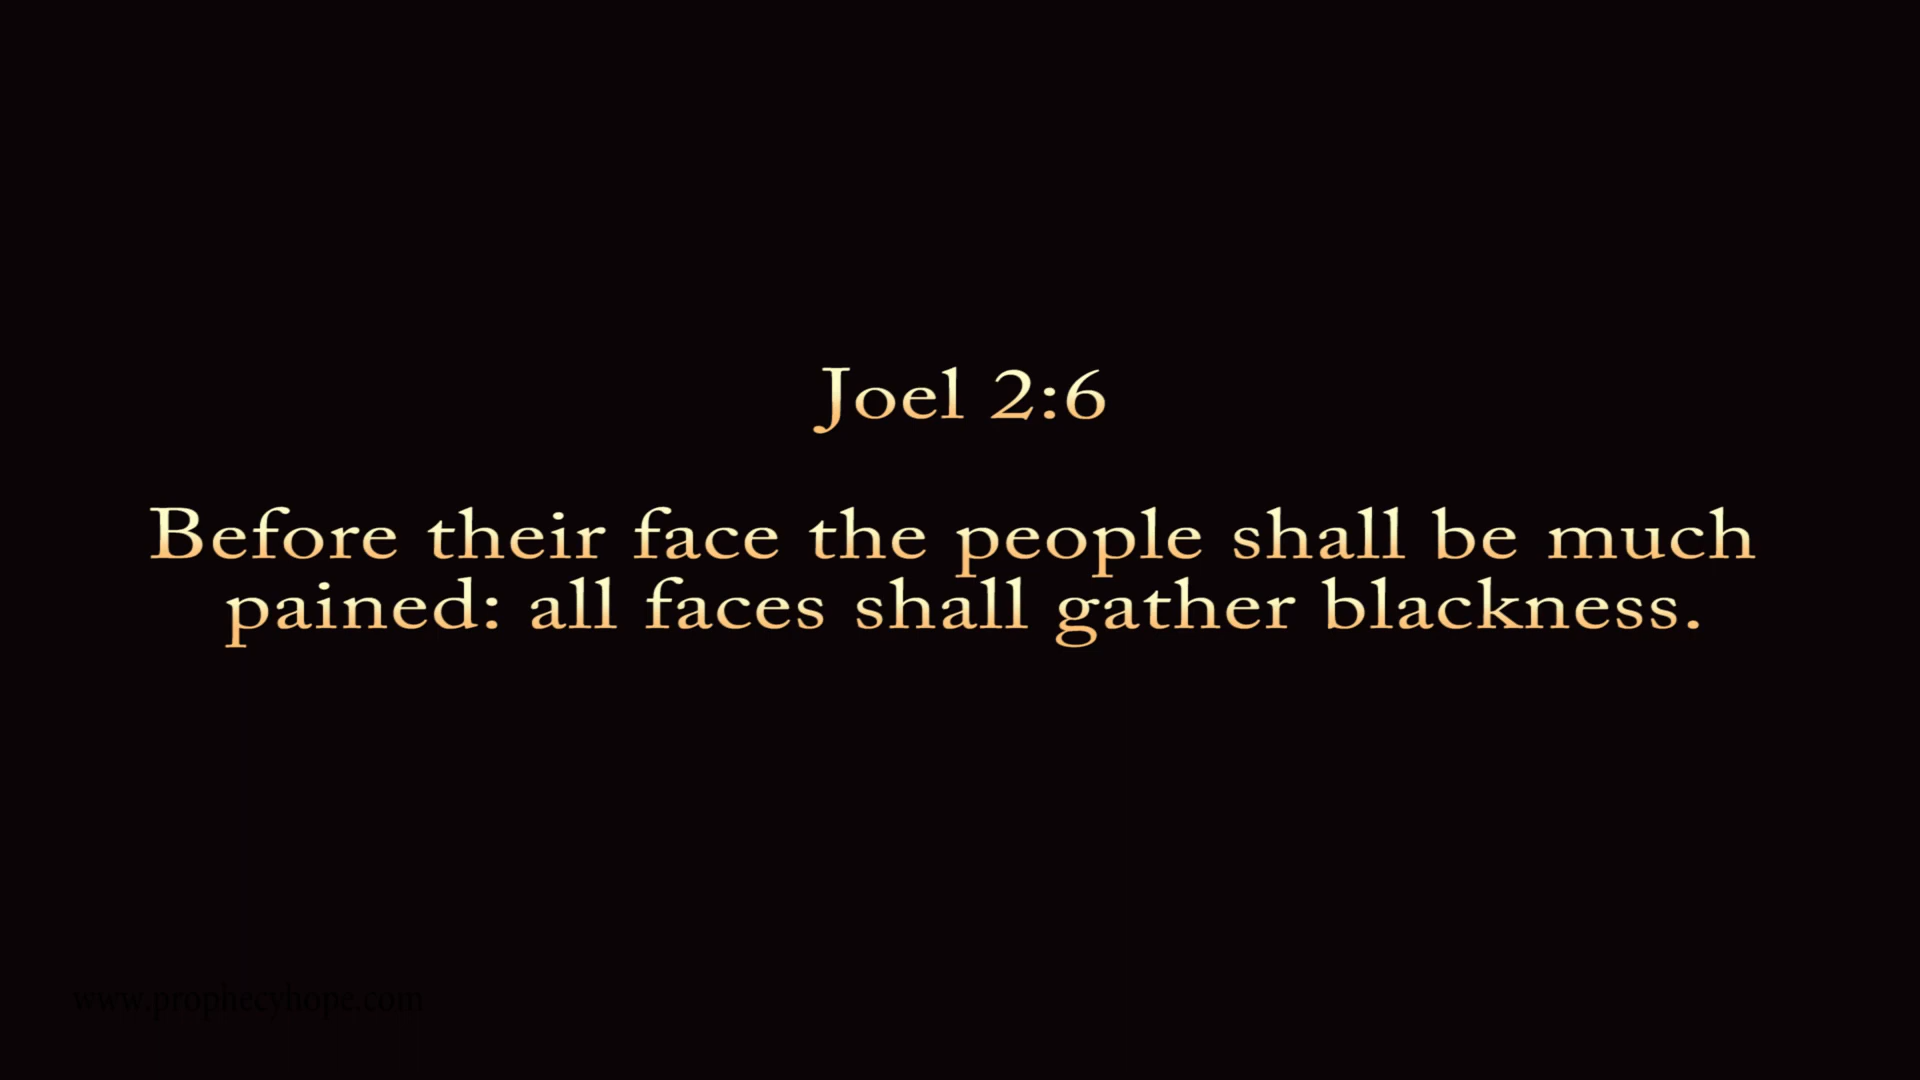 Joel 2:6
Before their face the people shall be much
pained: all faces shall gather blackness.
www.prophecyhope.com